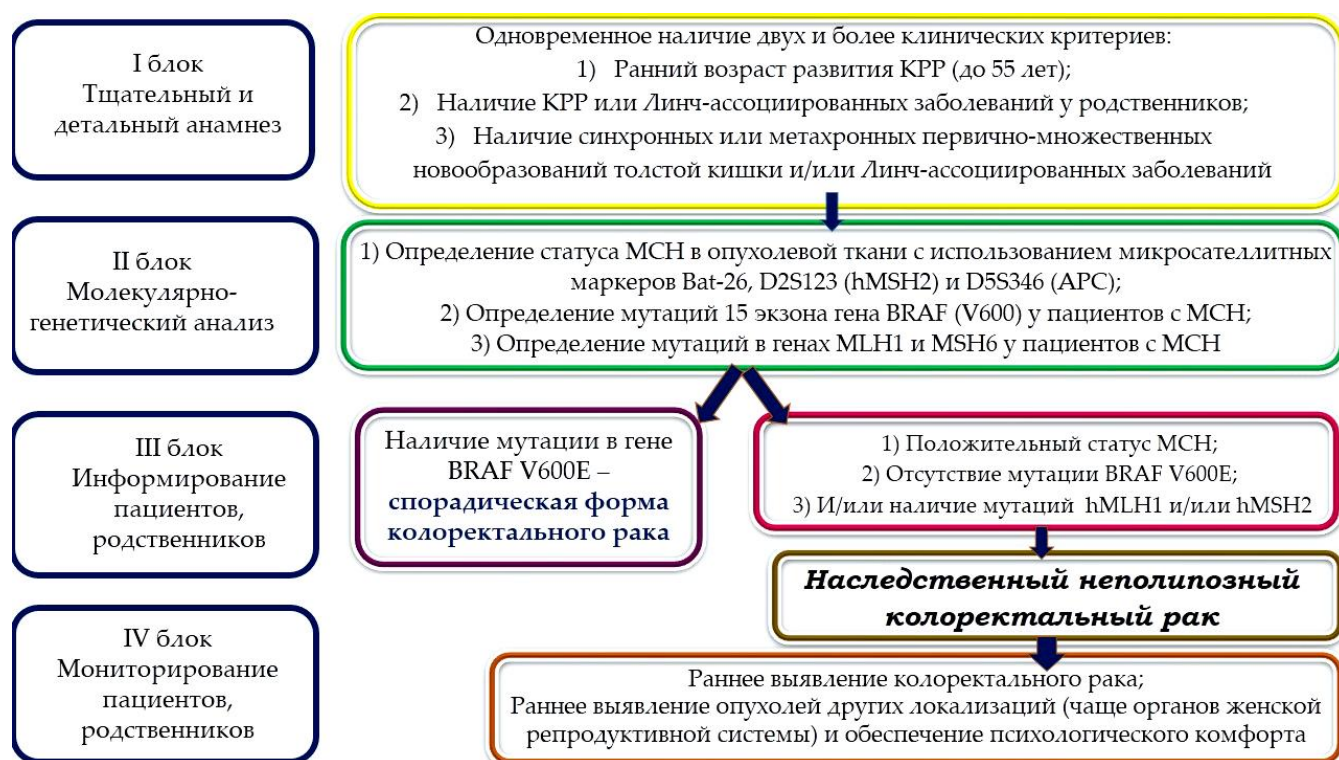 I блок
Тщательный и
детальный анамнез
Одновременное наличие двух и более клинических критериев:
1) Ранний возраст развития КРР (до 55 лет);
2) Наличие КРР или Линч-ассоциированных заболеваний у родственников;
3) Наличие синхронных или метахронных первично-множественных
новообразований толстой кишки и/или Линч-ассоциированных заболеваний
II блок
Молекулярно-
генетический анализ
1) Определение статуса МСН в опухолевой ткани с использованием микросателлитных
маркеров Bat-26, D2S123 (hMSH2) и D5S346 (APC);
2) Определение мутаций 15 экзона гена BRAF (V600) у пациентов с МСН;
3) Определение мутаций в генах MLH1 и MSH6 у пациентов с МСН
III блок
Информирование
пациентов,
родственников
Наличие мутации в гене
BRAF V600E –
спорадическая форма
колоректального рака
1) Положительный статус МСН;
2) Отсутствие мутации BRAF V600E;
3) И/или наличие мутаций hMLH1 и/или hMSH2
Наследственный неполипозный
колоректальный рак
IV блок
Мониторирование
пациентов,
родственников
Раннее выявление колоректального рака;
Раннее выявление опухолей других локализаций (чаще органов женской
репродуктивной системы) и обеспечение психологического комфорта